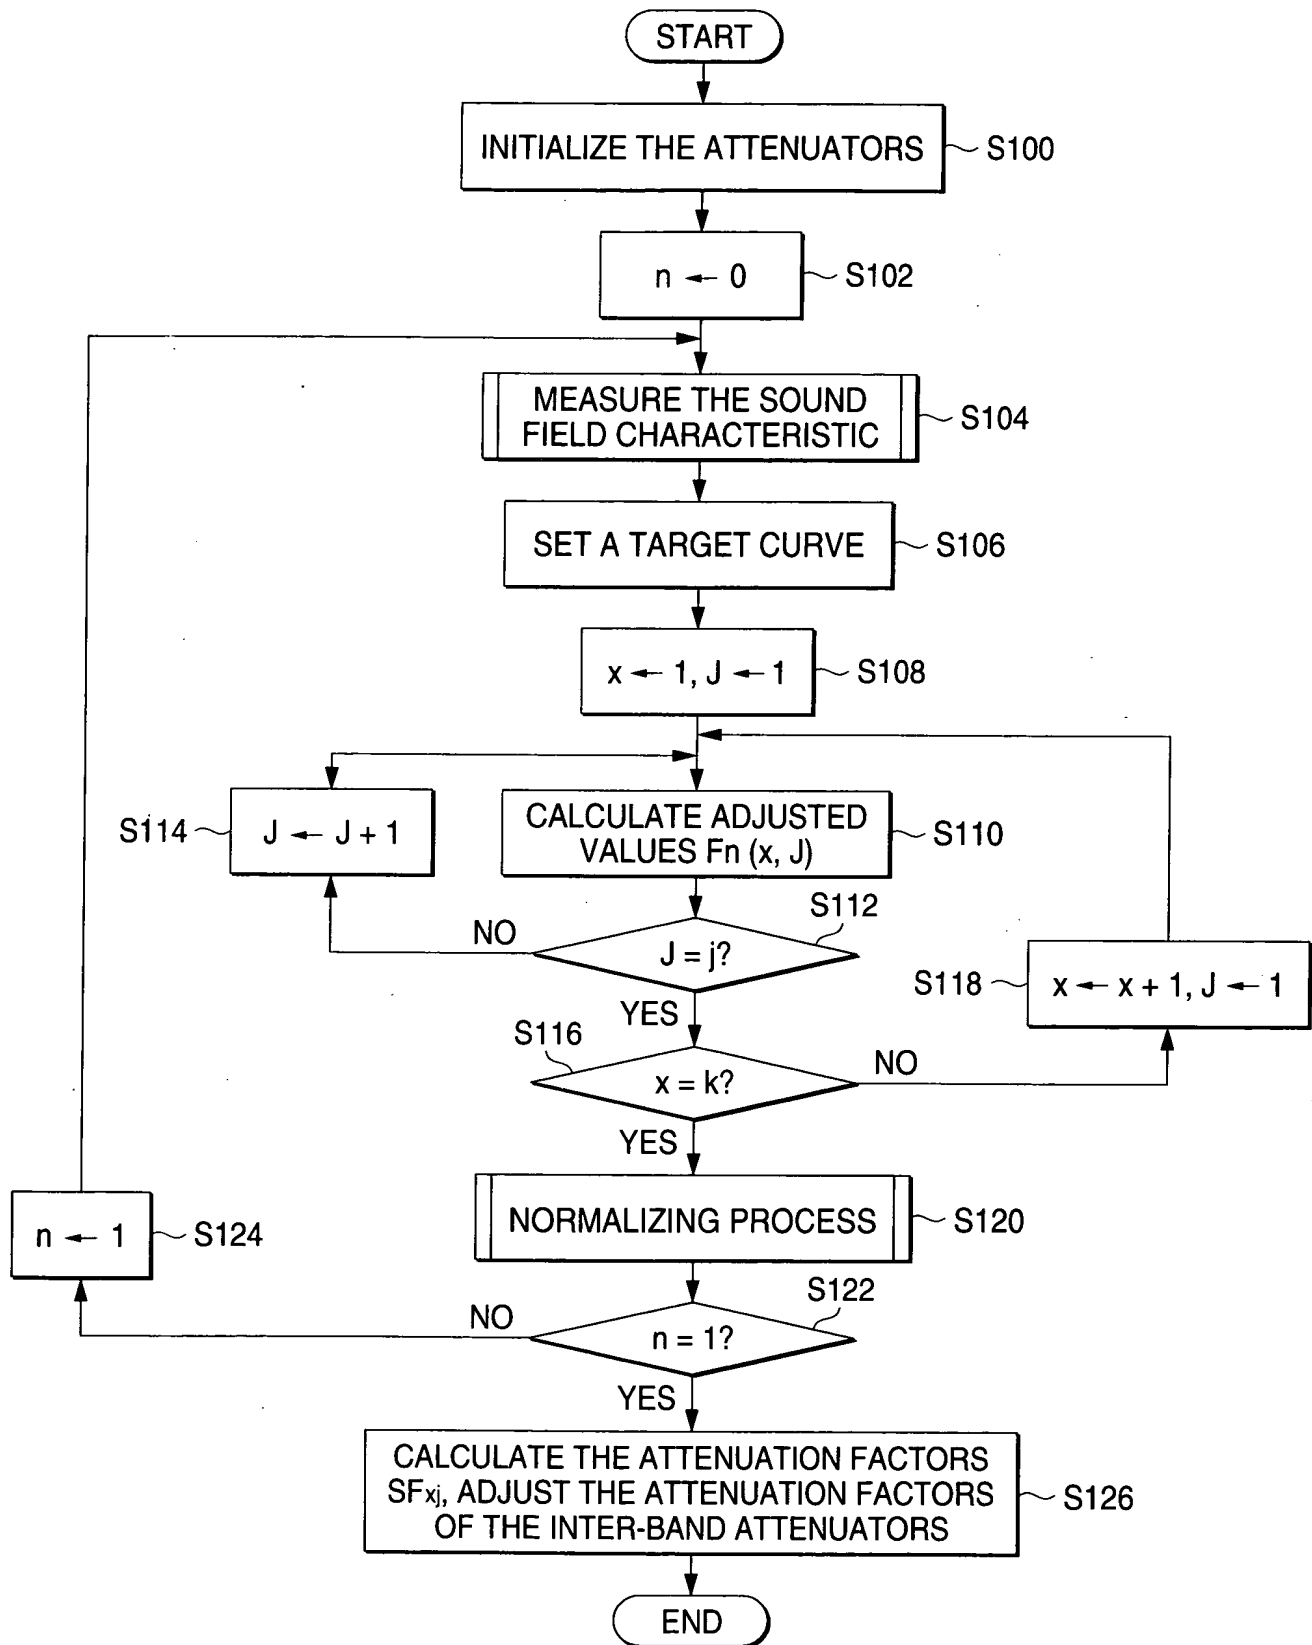 START
INITIALIZE THE ATTENUATORS
S100
n ← 0
S102
MEASURE THE SOUND
FIELD CHARACTERISTIC
S104
SET A TARGET CURVE
S106
x ← 1, J ← 1
S108
S114
J ← J + 1
CALCULATE ADJUSTED
VALUES Fn (x, J)
S110
S112
NO
J = j?
YES
S118
x ← x + 1, J ← 1
S116
x = k?
NO
YES
NORMALIZING PROCESS
S120
n ← 1
S124
S122
NO
n = 1?
YES
CALCULATE THE ATTENUATION FACTORS
SFxj, ADJUST THE ATTENUATION FACTORS
OF THE INTER-BAND ATTENUATORS
S126
END